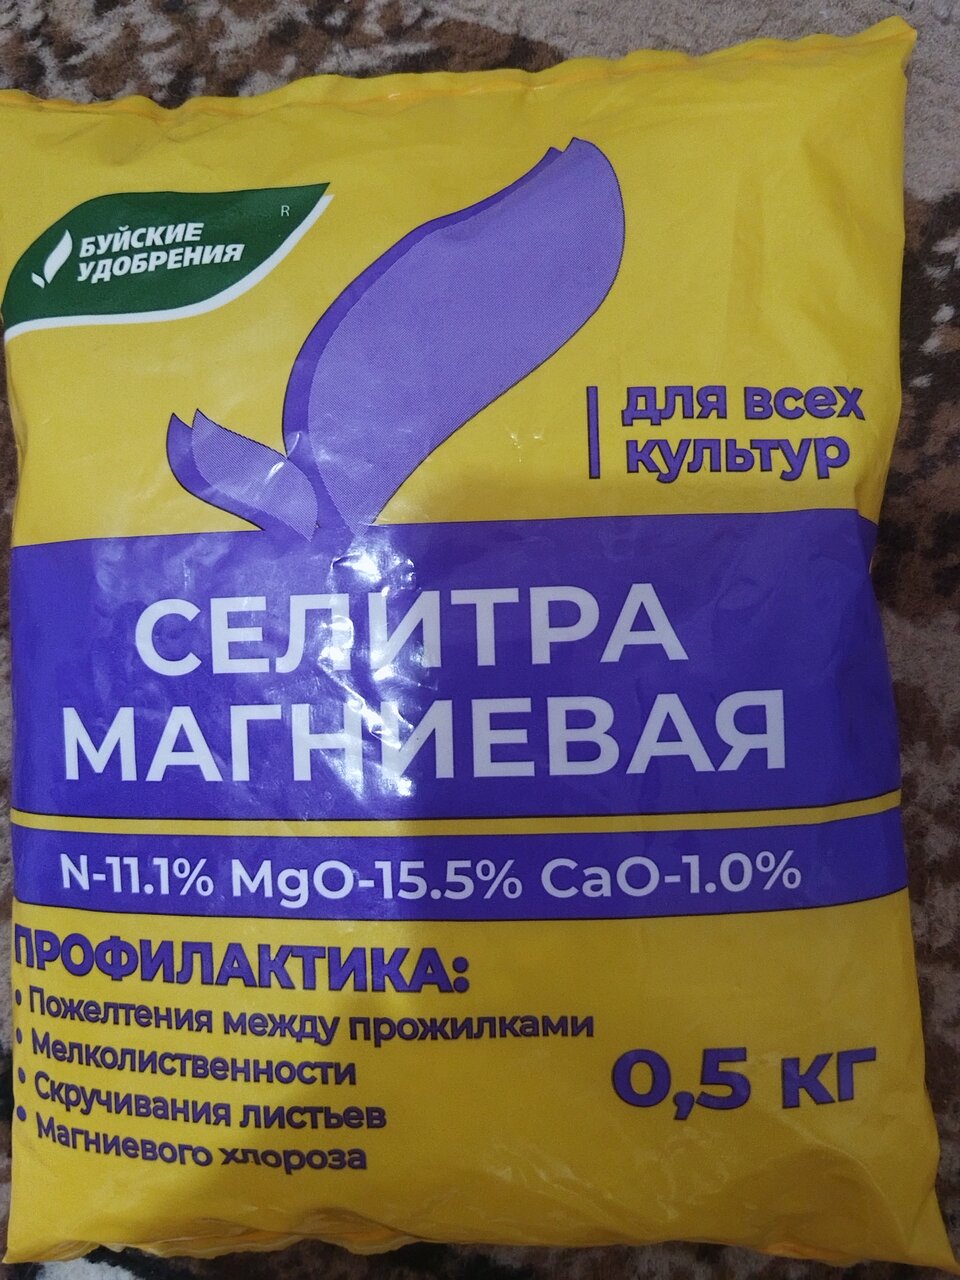 БУЙСКИЕ
УДОБРЕНИЯ
R
для всех
культур
СЕЛИТРА
МАГНИЕВАЯ
N-11.1% MgO-15.5% CaO-1.0%
ПРОФИЛАКТИКА:
• Пожелтения между прожилками
• Мелколиственности
• Скручивания листьев
• Магниевого хлороза
0,5 кг